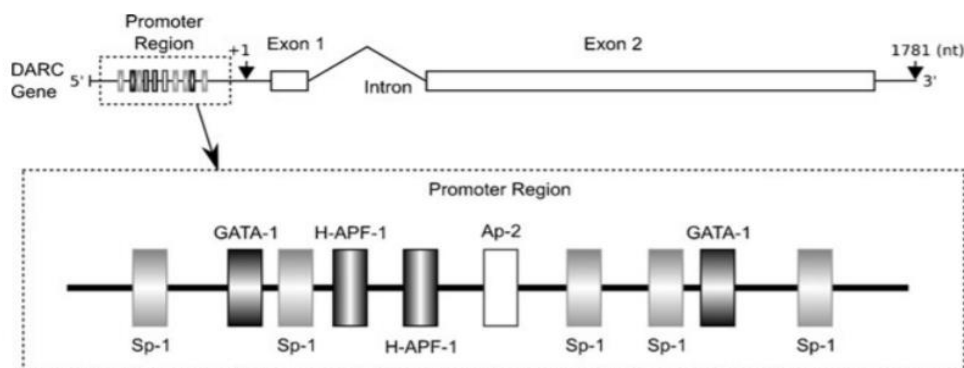 Promoter
Region
+1
Exon 1
Exon 2
1781 (nt)
DARC
Gene
5'
Intron
3'
Promoter Region
GATA-1
H-APF-1
Ap-2
GATA-1
Sp-1
Sp-1
H-APF-1
Sp-1
Sp-1
Sp-1